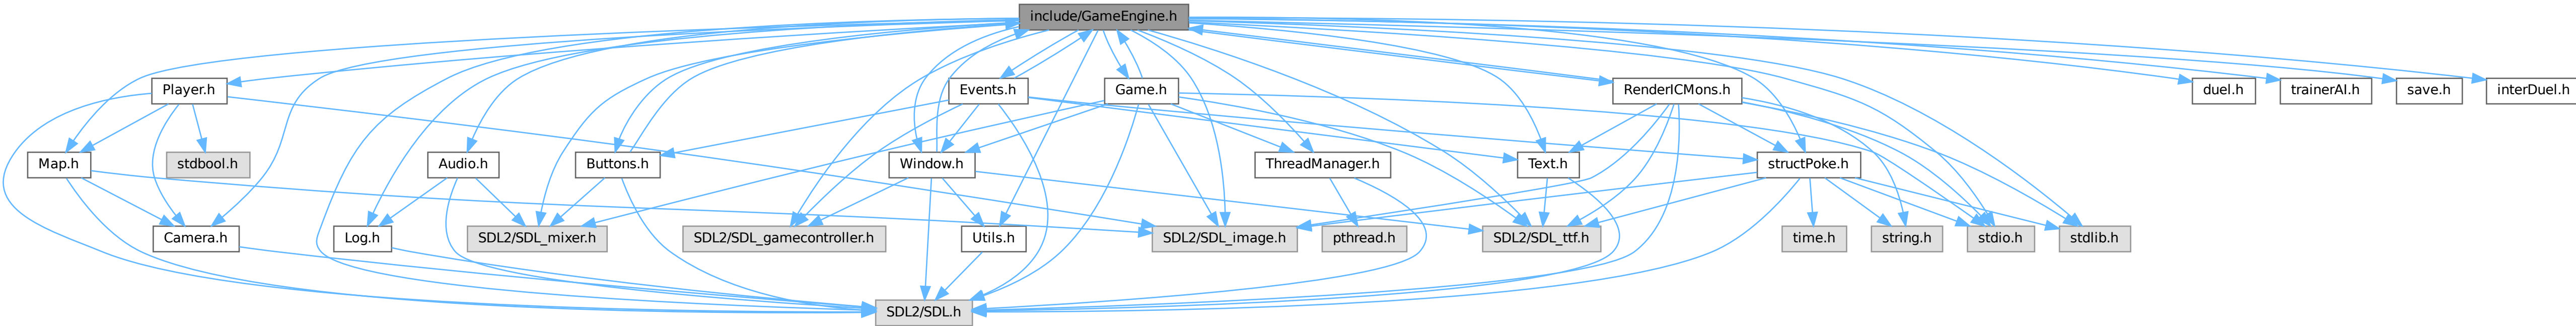 include/GameEngine.h
Player.h
Events.h
Game.h
RenderICMons.h
duel.h
trainerAI.h
save.h
interDuel.h
Map.h
stdbool.h
Audio.h
Buttons.h
Window.h
ThreadManager.h
Text.h
structPoke.h
Camera.h
Log.h
SDL2/SDL_mixer.h
SDL2/SDL_gamecontroller.h
Utils.h
SDL2/SDL_image.h
pthread.h
SDL2/SDL_ttf.h
time.h
string.h
stdio.h
stdlib.h
SDL2/SDL.h